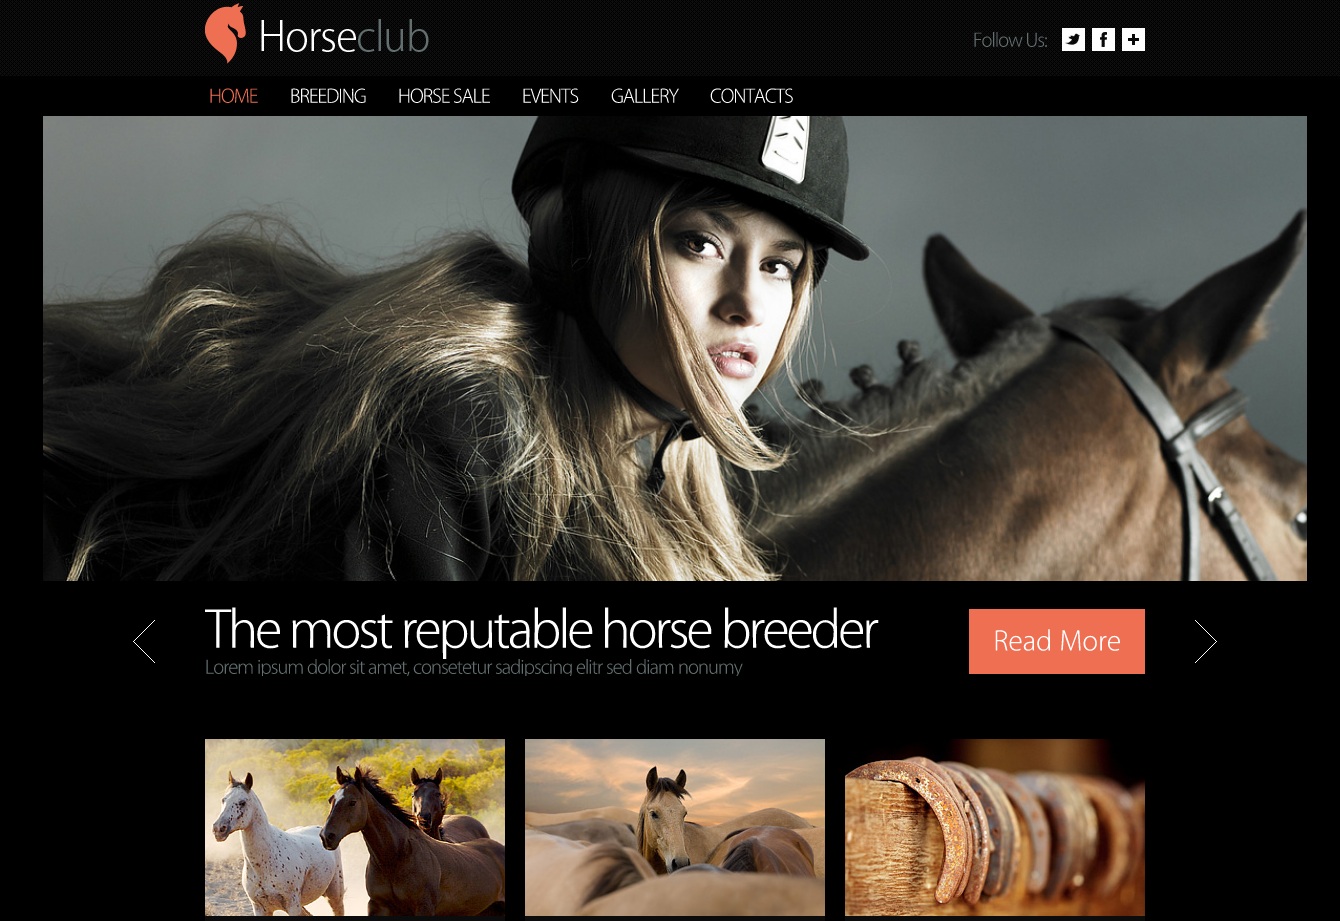 Horseclub
Follow Us:
HOME BREEDING HORSE SALE EVENTS GALLERY CONTACTS
The most reputable horse breeder
Lorem ipsum dolor sit amet, consetetur sadipscing elitr sed diam nonumy
Read More